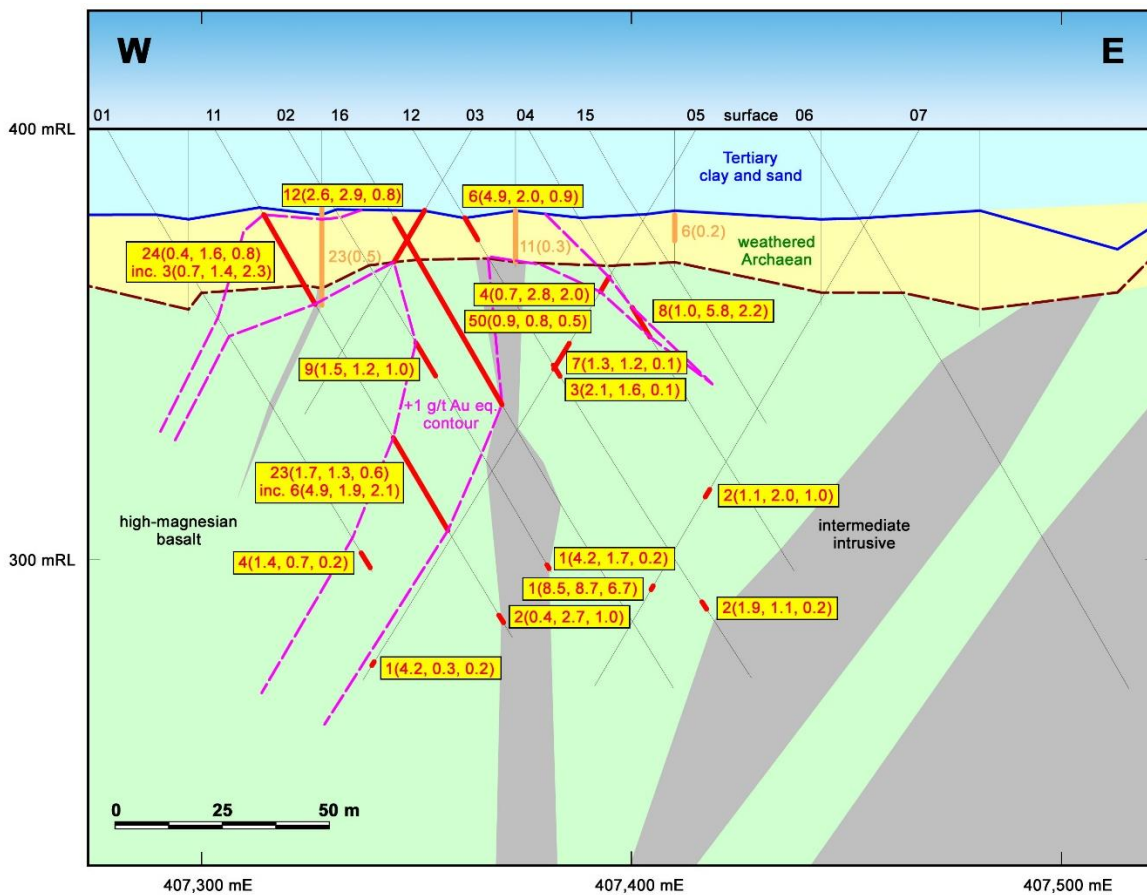 W
E
01
11
02
16
12
03
04
15
05
surface
06
07
400 mRL
Tertiary
clay and sand
12(2.6, 2.9, 0.8)
6(4.9, 2.0, 0.9)
6(0.2)
24(0.4, 1.6, 0.8)
inc. 3(0.7, 1.4, 2.3)
23(0.5)
11(0.3)
weathered
Archaean
4(0.7, 2.8, 2.0)
50(0.9, 0.8, 0.5)
8(1.0, 5.8, 2.2)
9(1.5, 1.2, 1.0)
7(1.3, 1.2, 0.1)
3(2.1, 1.6, 0.1)
+1 g/t Au eq.
contour
23(1.7, 1.3, 0.6)
inc. 6(4.9, 1.9, 2.1)
2(1.1, 2.0, 1.0)
high-magnesian
basalt
intermediate
intrusive
300 mRL
4(1.4, 0.7, 0.2)
1(4.2, 1.7, 0.2)
1(8.5, 8.7, 6.7)
2(1.9, 1.1, 0.2)
2(0.4, 2.7, 1.0)
1(4.2, 0.3, 0.2)
0
25
50 m
407,300 mE
407,400 mE
407,500 mE